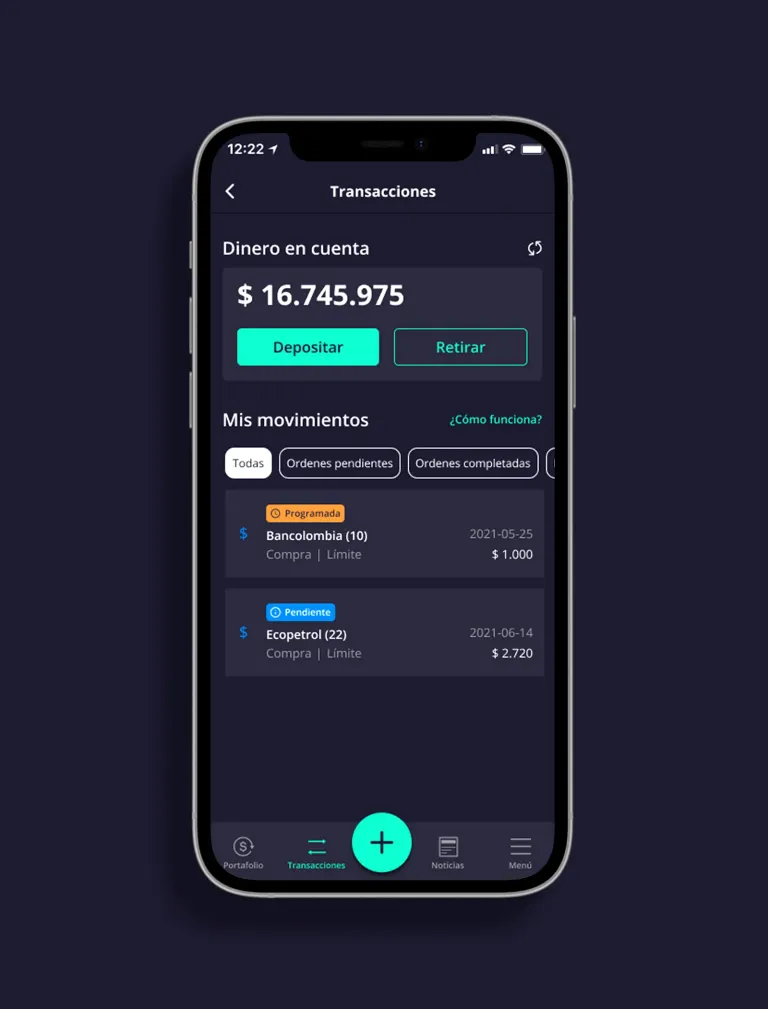 12:22
Transacciones
Dinero en cuenta
$ 16.745.975
Depositar Retirar
Mis movimientos ¿Cómo funciona?
Todas Ordenes pendientes Ordenes completadas
Programada
Bancolombia (10) 2021-05-25
Compra | Límite $ 1.000
Pendiente
Ecopetrol (22) 2021-06-14
Compra | Límite $ 2.720
Portafolio Transacciones Noticias Menú